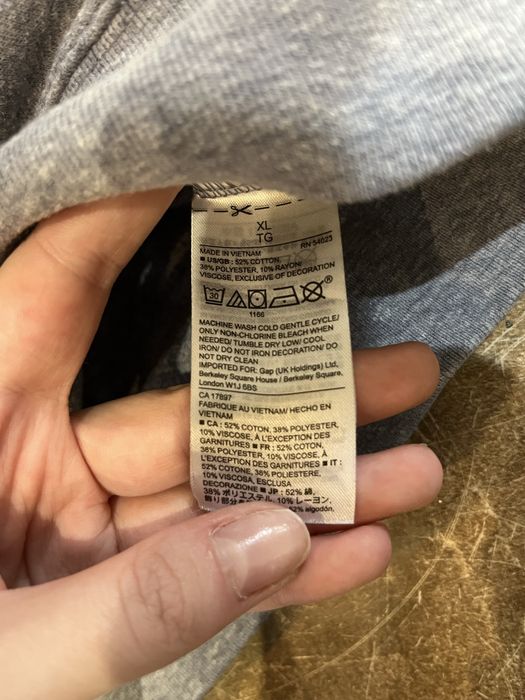 XL
TG
MADE IN VIETNAM RN 54023
■ US/GB : 52% COTTON,
38% POLYESTER, 10% RAYON/
VISCOSE, EXCLUSIVE OF DECORATION
30
®
1166
MACHINE WASH COLD GENTLE CYCLE/
ONLY NON-CHLORINE BLEACH WHEN
NEEDED/ TUMBLE DRY LOW/ COOL
IRON/ DO NOT IRON DECORATION/ DO
NOT DRY CLEAN
IMPORTED FOR: Gap (UK Holdings) Ltd,
Berkeley Square House / Berkeley Square,
London W1J 6BS
CA 17897
FABRIQUE AU VIETNAM/ HECHO EN
VIETNAM
■ CA : 52% COTON, 38% POLYESTER,
10% VISCOSE, À L'EXCEPTION DES
GARNITURES ■ FR : 52% COTON,
38% POLYESTER, 10% VISCOSE, À
L'EXCEPTION DES GARNITURES ■ IT :
52% COTONE, 38% POLIESTERE,
10% VISCOSA, ESCLUSA
DECORAZIONE ■ JP : 52% 綿,
38% ポリエステル, 10% レーヨン,
り部分 52% algodón,